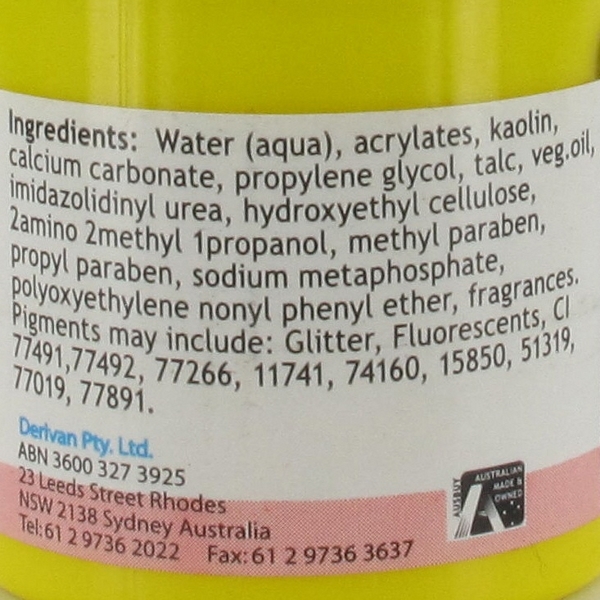 Ingredients: Water (aqua), acrylates, kaolin,
calcium carbonate, propylene glycol, talc, veg.oil,
imidazolidinyl urea, hydroxyethyl cellulose,
2amino 2methyl 1propanol, methyl paraben,
propyl paraben, sodium metaphosphate,
polyoxyethylene nonyl phenyl ether, fragrances.
Pigments may include: Glitter, Fluorescents, CI
77491,77492, 77266, 11741, 74160, 15850, 51319,
77019, 77891.
Derivan Pty. Ltd.
ABN 3600 327 3925
23 Leeds Street Rhodes
NSW 2138 Sydney Australia
Tel:61 2 9736 2022 Fax:61 2 9736 3637
AUSBUY
AUSTRALIAN
MADE &
OWNED